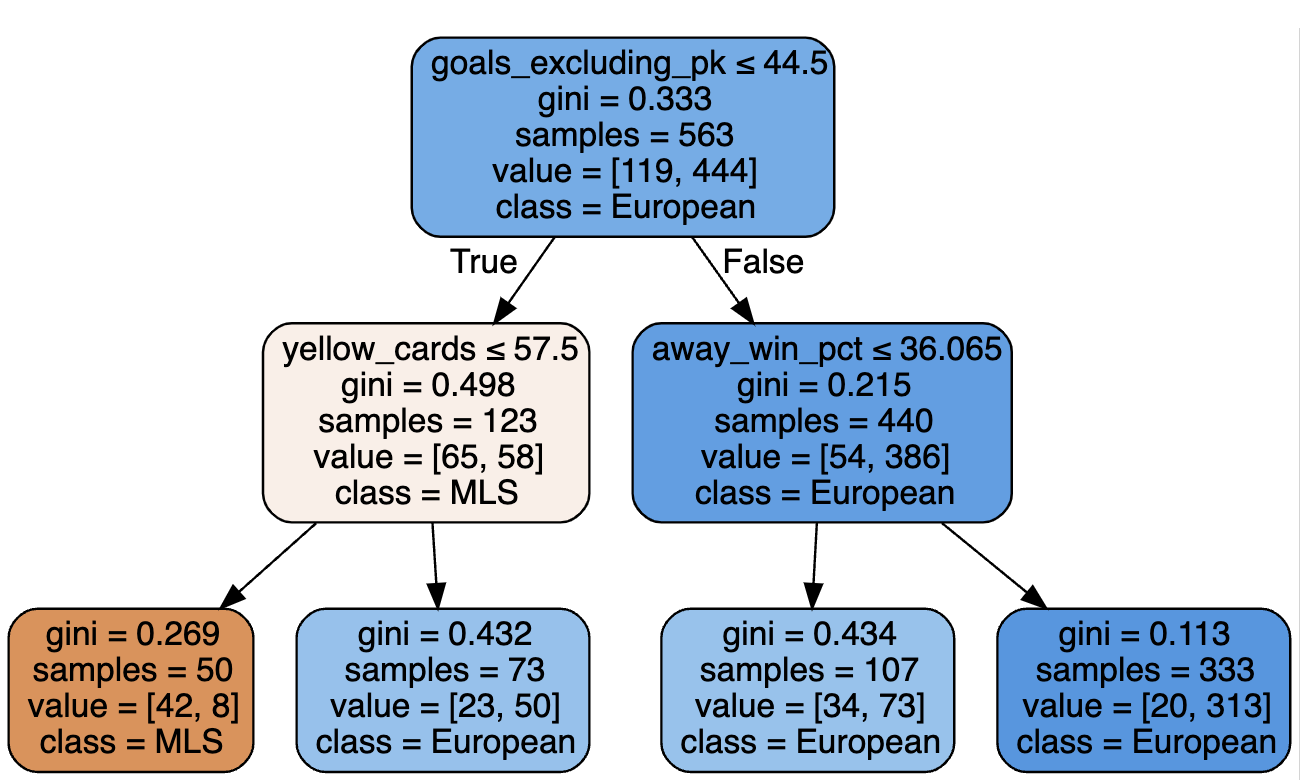 goals_excluding_pk ≤ 44.5
gini = 0.333
samples = 563
value = [119, 444]
class = European
True
False
yellow_cards ≤ 57.5
gini = 0.498
samples = 123
value = [65, 58]
class = MLS
away_win_pct ≤ 36.065
gini = 0.215
samples = 440
value = [54, 386]
class = European
gini = 0.269
samples = 50
value = [42, 8]
class = MLS
gini = 0.432
samples = 73
value = [23, 50]
class = European
gini = 0.434
samples = 107
value = [34, 73]
class = European
gini = 0.113
samples = 333
value = [20, 313]
class = European